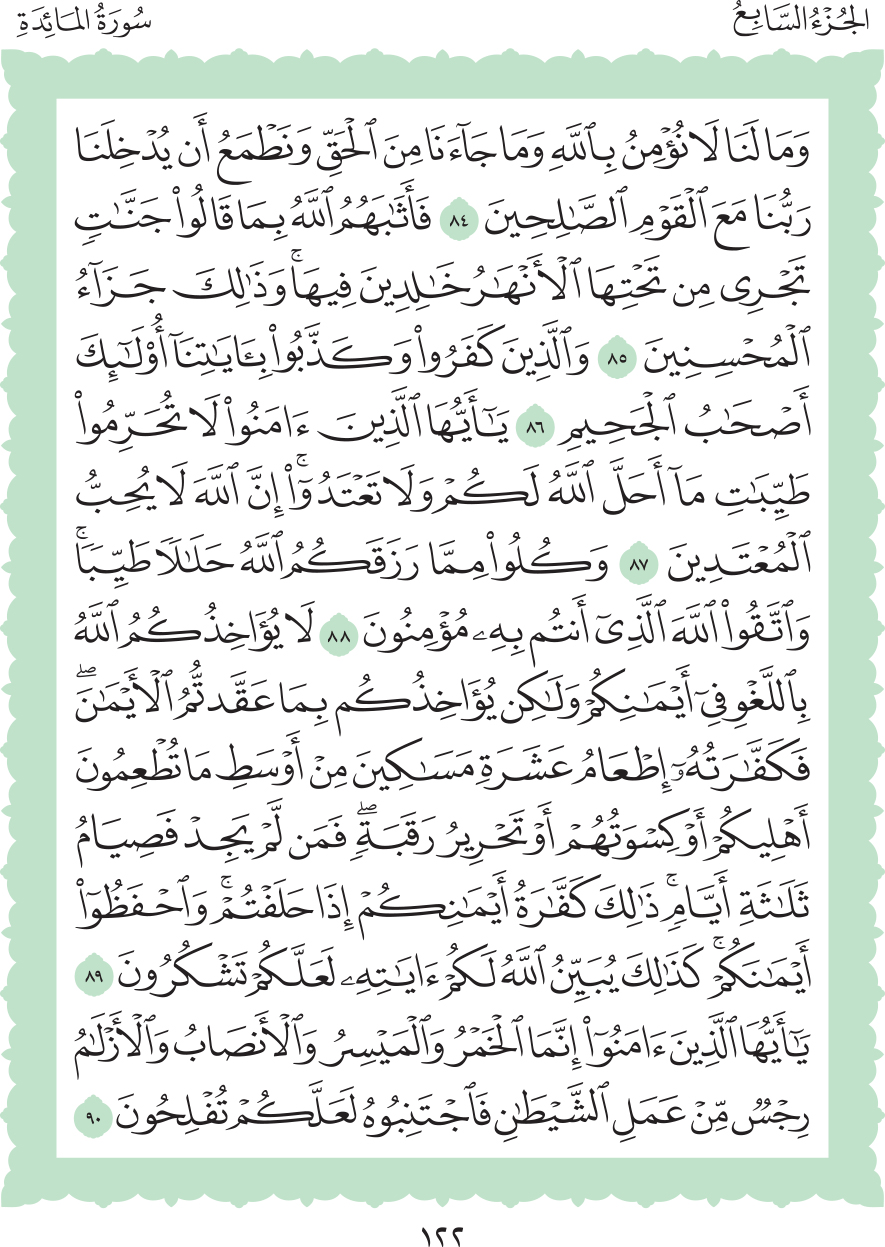 الجُزْءُ السَّابِعُ
سُورَةُ المَائِدَةِ
وَمَا لَنَا لَا نُؤْمِنُ بِٱللَّهِ وَمَا جَآءَنَا مِنَ ٱلْحَقِّ وَنَطْمَعُ أَن يُدْخِلَنَا
رَبُّنَا مَعَ ٱلْقَوْمِ ٱلصَّـٰلِحِينَ ٨٤ فَأَثَـٰبَهُمُ ٱللَّهُ بِمَا قَالُوا۟ جَنَّـٰتٍ
تَجْرِى مِن تَحْتِهَا ٱلْأَنْهَـٰرُ خَـٰلِدِينَ فِيهَا ۚ وَذَٰلِكَ جَزَآءُ
ٱلْمُحْسِنِينَ ٨٥ وَٱلَّذِينَ كَفَرُوا۟ وَكَذَّبُوا۟ بِـَٔايَـٰتِنَآ أُو۟لَـٰٓئِكَ
أَصْحَـٰبُ ٱلْجَحِيمِ ٨٦ يَـٰٓأَيُّهَا ٱلَّذِينَ ءَامَنُوا۟ لَا تُحَرِّمُوا۟
طَيِّبَـٰتِ مَآ أَحَلَّ ٱللَّهُ لَكُمْ وَلَا تَعْتَدُوٓا۟ ۚ إِنَّ ٱللَّهَ لَا يُحِبُّ
ٱلْمُعْتَدِينَ ٨٧ وَكُلُوا۟ مِمَّا رَزَقَكُمُ ٱللَّهُ حَلَـٰلًا طَيِّبًا ۚ
وَٱتَّقُوا۟ ٱللَّهَ ٱلَّذِىٓ أَنتُم بِهِۦ مُؤْمِنُونَ ٨٨ لَا يُؤَاخِذُكُمُ ٱللَّهُ
بِٱللَّغْوِ فِىٓ أَيْمَـٰنِكُمْ وَلَـٰكِن يُؤَاخِذُكُم بِمَا عَقَّدتُّمُ ٱلْأَيْمَـٰنَ ۖ
فَكَفَّـٰرَتُهُۥٓ إِطْعَامُ عَشَرَةِ مَسَـٰكِينَ مِنْ أَوْسَطِ مَا تُطْعِمُونَ
أَهْلِيكُمْ أَوْ كِسْوَتُهُمْ أَوْ تَحْرِيرُ رَقَبَةٍ ۖ فَمَن لَّمْ يَجِدْ فَصِيَامُ
ثَلَـٰثَةِ أَيَّامٍ ۚ ذَٰلِكَ كَفَّـٰرَةُ أَيْمَـٰنِكُمْ إِذَا حَلَفْتُمْ ۚ وَٱحْفَظُوٓا۟
أَيْمَـٰنَكُمْ ۚ كَذَٰلِكَ يُبَيِّنُ ٱللَّهُ لَكُمْ ءَايَـٰتِهِۦ لَعَلَّكُمْ تَشْكُرُونَ ٨٩
يَـٰٓأَيُّهَا ٱلَّذِينَ ءَامَنُوٓا۟ إِنَّمَا ٱلْخَمْرُ وَٱلْمَيْسِرُ وَٱلْأَنصَابُ وَٱلْأَزْلَـٰمُ
رِجْسٌ مِّنْ عَمَلِ ٱلشَّيْطَـٰنِ فَٱجْتَنِبُوهُ لَعَلَّكُمْ تُفْلِحُونَ ٩٠
١٢٢